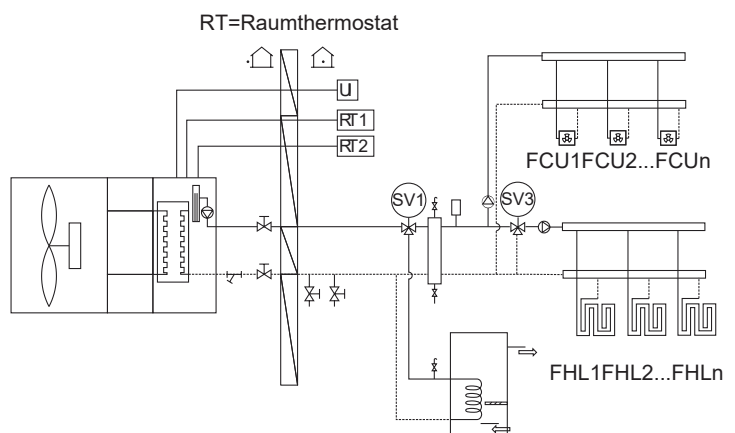 RT=Raumthermostat
U
RT1
RT2
FCU1FCU2...FCUn
SV1
SV3
FHL1FHL2...FHLn